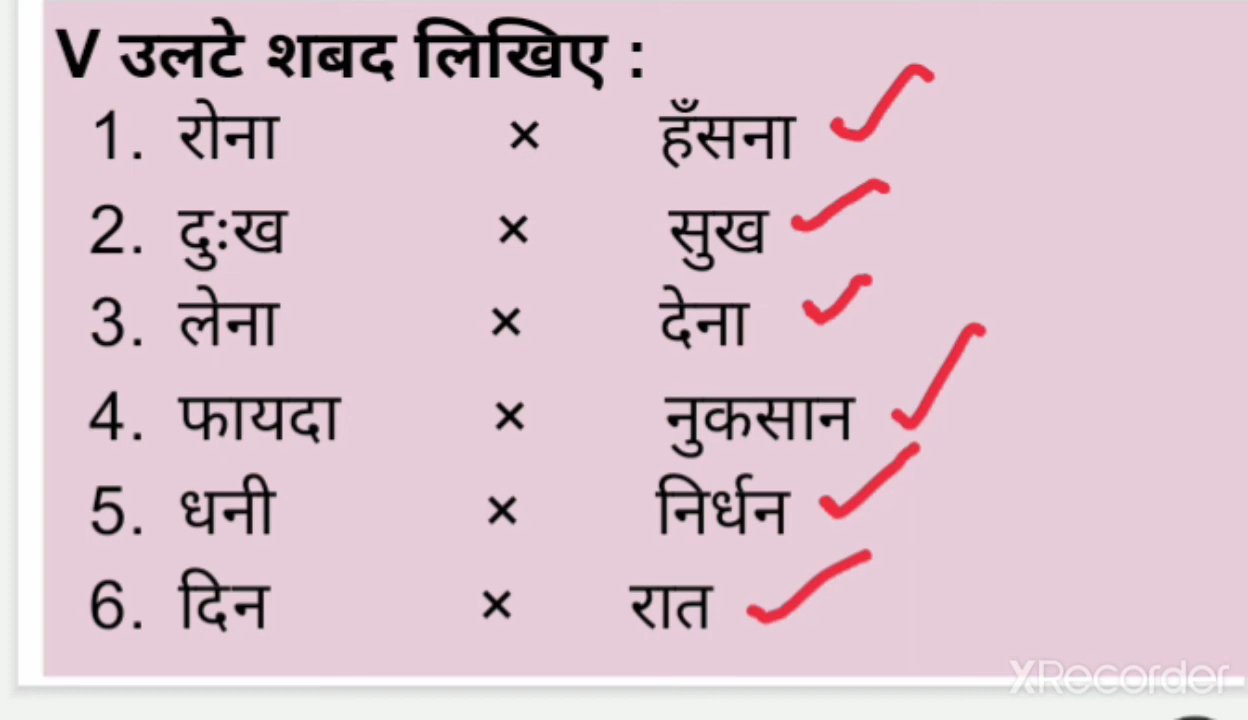 V उलटे शबद लिखिए :
1. रोना × हँसना
2. दुःख × सुख
3. लेना × देना
4. फायदा × नुकसान
5. धनी × निर्धन
6. दिन × रात
XRecorder